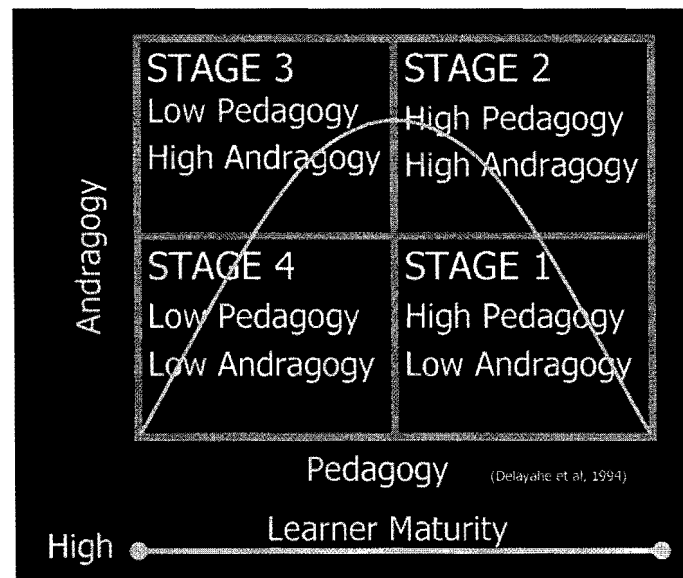 STAGE 3
Low Pedagogy
High Andragogy
STAGE 2
High Pedagogy
High Andragogy
STAGE 4
Low Pedagogy
Low Andragogy
STAGE 1
High Pedagogy
Low Andragogy
Andragogy
Pedagogy
(Delayahe et al, 1994)
Learner Maturity
High